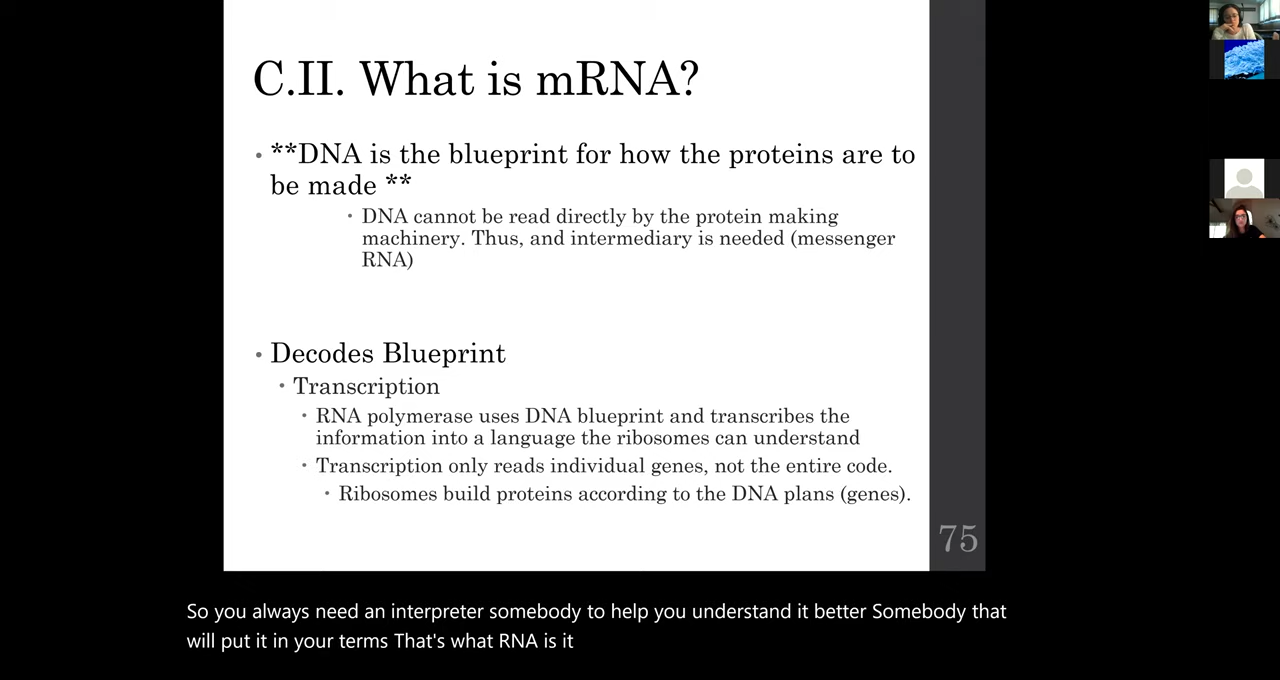 C.II. What is mRNA?
• **DNA is the blueprint for how the proteins are to
be made **
• DNA cannot be read directly by the protein making
machinery. Thus, and intermediary is needed (messenger
RNA)
• Decodes Blueprint
• Transcription
• RNA polymerase uses DNA blueprint and transcribes the
information into a language the ribosomes can understand
• Transcription only reads individual genes, not the entire code.
• Ribosomes build proteins according to the DNA plans (genes).
75
So you always need an interpreter somebody to help you understand it better Somebody that
will put it in your terms That's what RNA is it